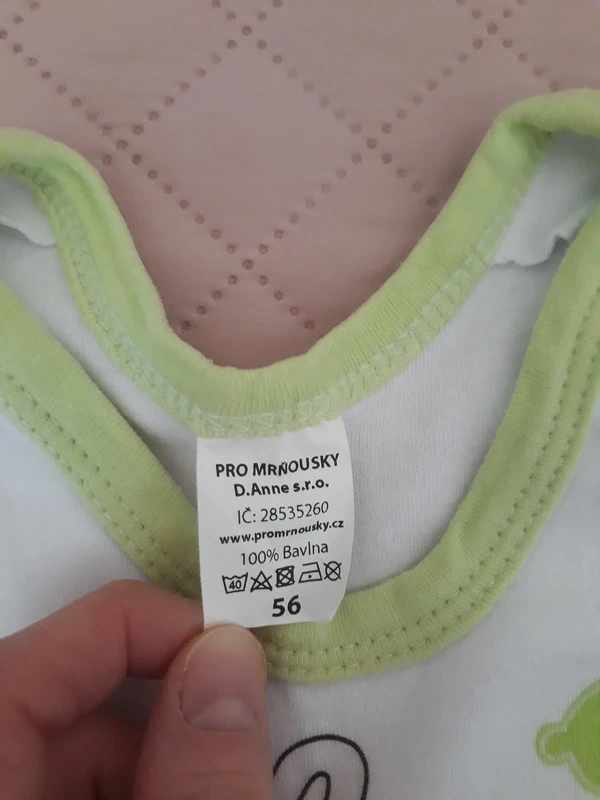 PRO MRŇOUSKY
D.Anne s.r.o.
IČ: 28535260
www.promrnousky.cz
100% Bavlna
40
56